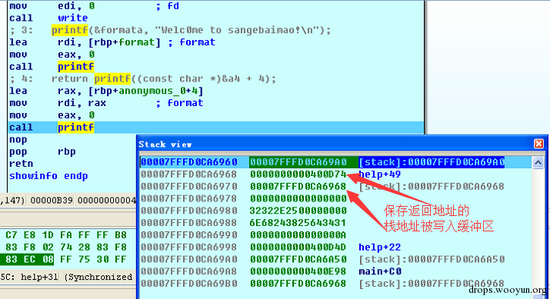 mov edi, 0 ; fd
call write
; 3: printf(&formata, "Welc0me to sangebaimao!\n");
lea rdi, [rbp+format] ; format
mov eax, 0
call printf
; 4: return printf((const char *)&a4 + 4);
lea rax, [rbp+anonymous_0+4]
mov rdi, rax ; format
mov eax, 0
call printf
nop
pop rbp
retn
showinfo endp
,147) 00000B39
C7 E8 1D FA FF FF B8
83 F8 02 74 28 83 F8
83 EC 08 FF 75 30 FF
5C: help+31 (Synchronized
Stack view
00007FFFD0CA6960 00007FFFD0CA69A0 [stack]:00007FFFD0CA69A0
00007FFFD0CA6968 0000000000400D74 help+49
00007FFFD0CA6970 00007FFFD0CA6968 [stack]:00007FFFD0CA6968
00007FFFD0CA6978 0000000000000000
00007FFFD0CA6980 32322E2500000000
00007FFFD0CA6988 6E68243825643431
00007FFFD0CA6990 000000000000000A
00007FFFD0CA6998 0000000000400D4D help+22
00007FFFD0CA69A0 00007FFFD0CA6A50 [stack]:00007FFFD0CA6A50
00007FFFD0CA69A8 0000000000400E98 main+C0
00007FFFD0CA69B0 00007FFFD0CA6968 [stack]:00007FFFD0CA6968
保存返回地址的
栈地址被写入缓冲区
drops.wooyun.org